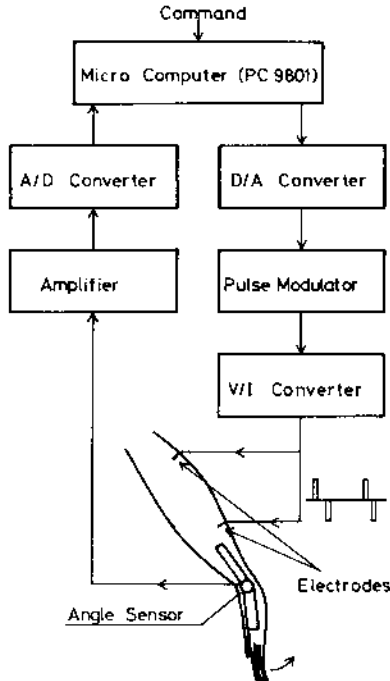 Command
Micro Computer (PC 9801)
A/D Converter
D/A Converter
Amplifier
Pulse Modulator
V/I Converter
Electrodes
Angle Sensor